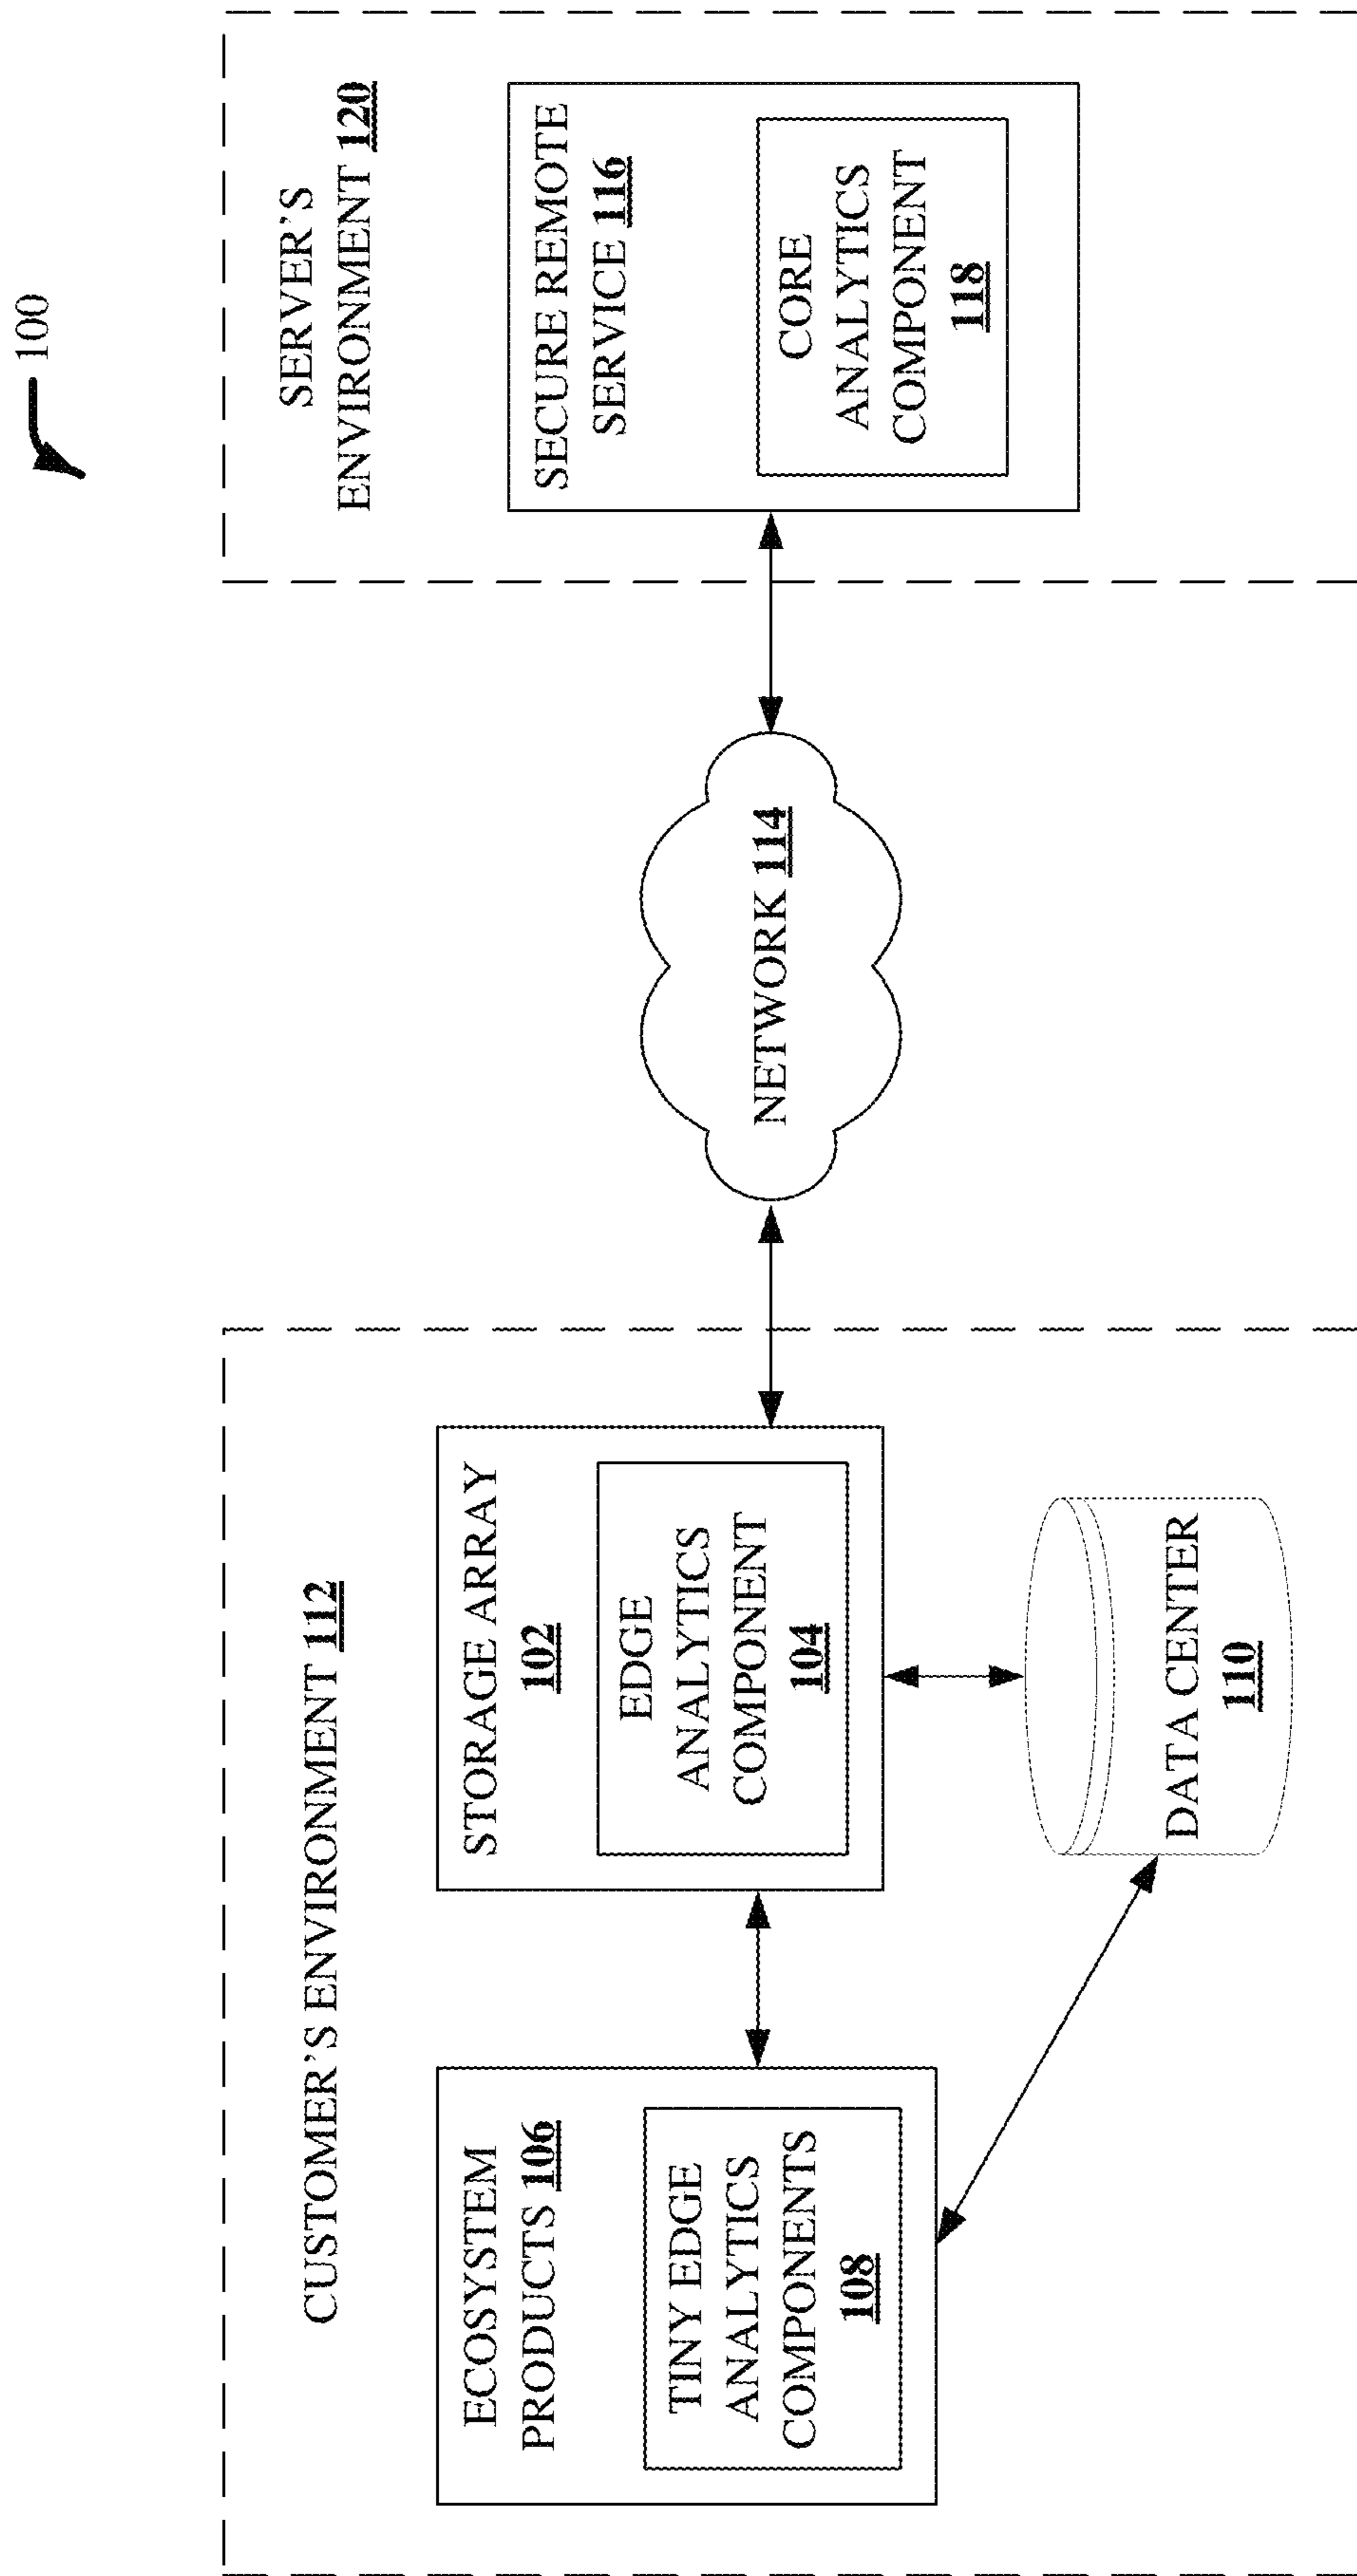 100
CUSTOMER'S ENVIRONMENT 112
ECOSYSTEM
PRODUCTS 106
TINY EDGE
ANALYTICS
COMPONENTS
108
STORAGE ARRAY
102
EDGE
ANALYTICS
COMPONENT
104
DATA CENTER
110
NETWORK 114
SERVER'S
ENVIRONMENT 120
SECURE REMOTE
SERVICE 116
CORE
ANALYTICS
COMPONENT
118